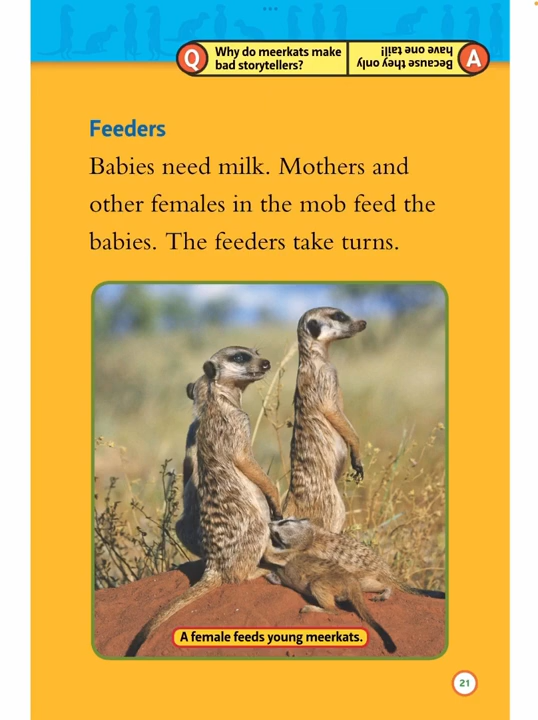 Q
Why do meerkats make
bad storytellers?
A
Because they only
have one tail!
Feeders
Babies need milk. Mothers and
other females in the mob feed the
babies. The feeders take turns.
A female feeds young meerkats.
21